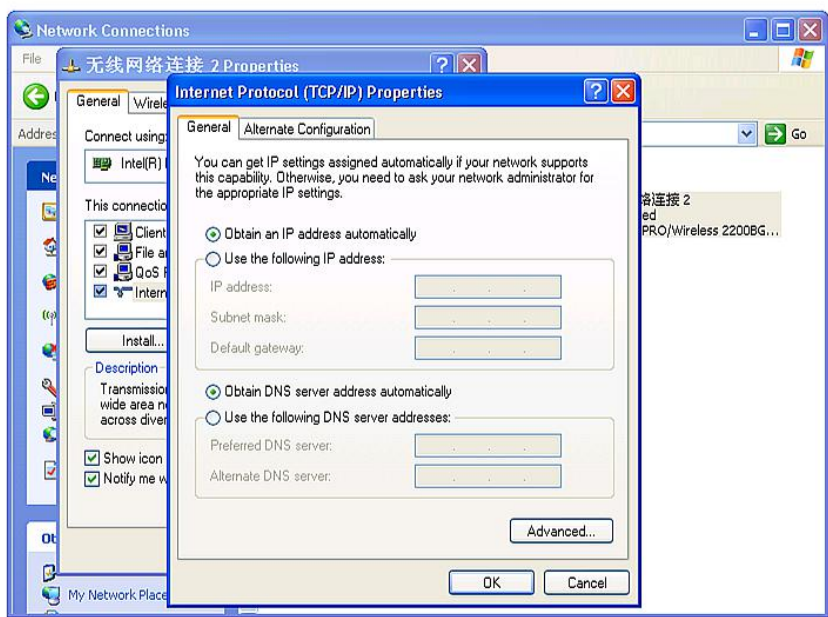 Network Connections
File
Go
无线网络连接 2 Properties
General
Connect using:
Intel(R)
This connectio
Client
File a
QoS
Intern
Install...
Description
Transmission
wide area n
across diver
Show icon
Notify me w
My Network Place
络连接 2
ed
PRO/Wireless 2200BG...
Internet Protocol (TCP/IP) Properties
General
Alternate Configuration
You can get IP settings assigned automatically if your network supports
this capability. Otherwise, you need to ask your network administrator for
the appropriate IP settings.
Obtain an IP address automatically
Use the following IP address:
IP address:
Subnet mask:
Default gateway:
Obtain DNS server address automatically
Use the following DNS server addresses:
Preferred DNS server:
Alternate DNS server:
Advanced...
OK
Cancel